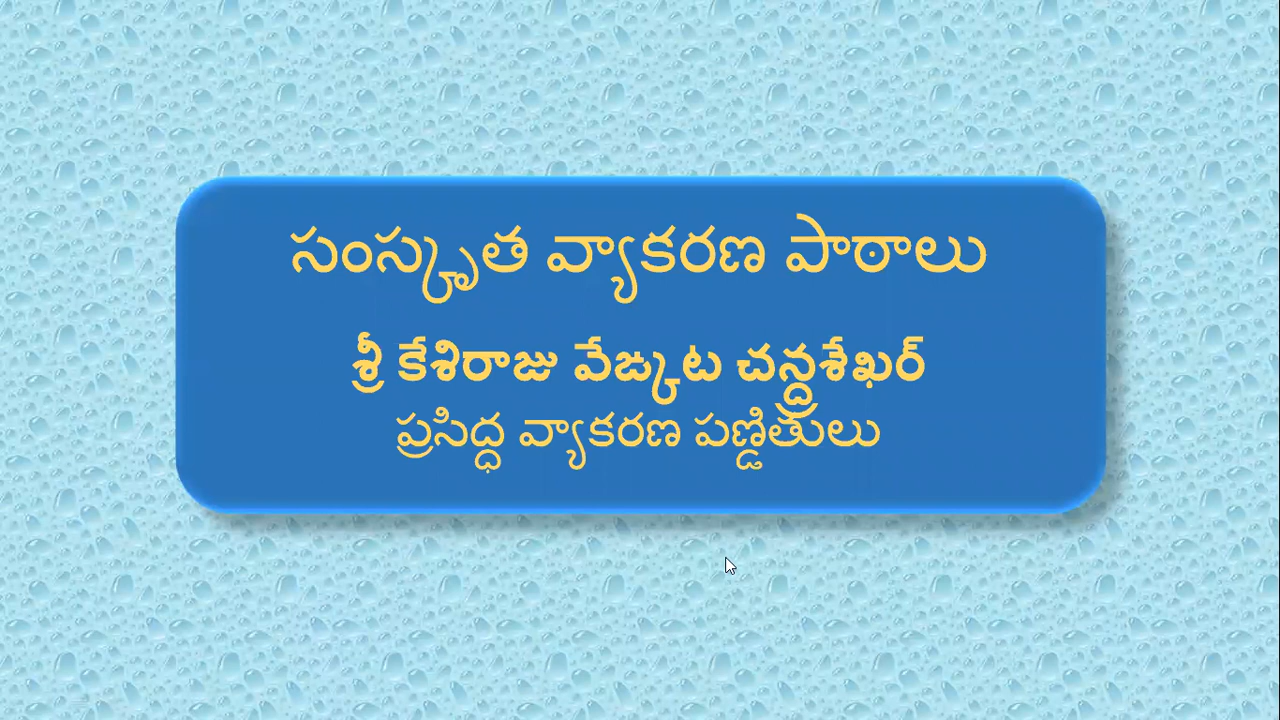 సంస్కృత వ్యాకరణ పాఠాలు
శ్రీ కేశిరాజు వేఙ్కట చన్ద్రశేఖర్
ప్రసిద్ధ వ్యాకరణ పణ్డితులు